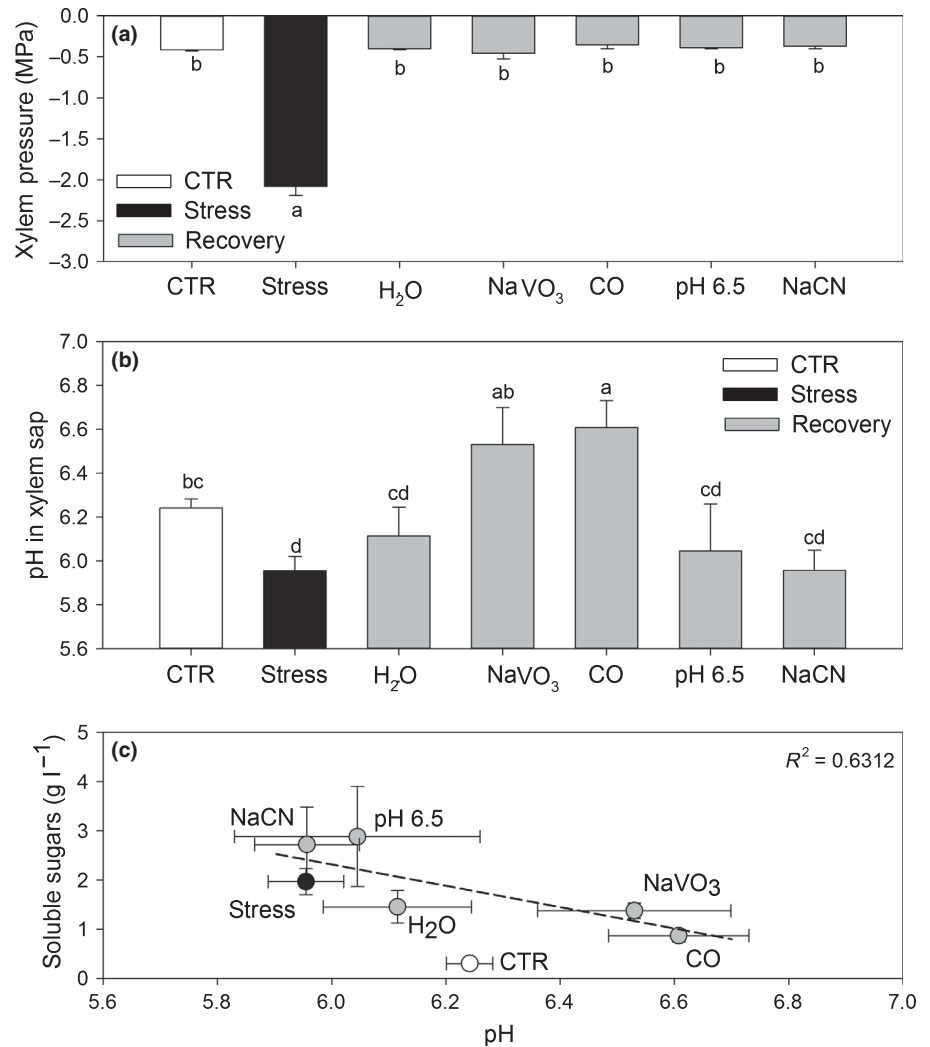 (a)
Xylem pressure (MPa)
0.0
−0.5
−1.0
−1.5
−2.0
−2.5
−3.0
b
a
b
b
b
b
b
CTR
Stress
Recovery
CTR Stress H2O NaVO3 CO pH 6.5 NaCN
(b)
pH in xylem sap
7.0
6.8
6.6
6.4
6.2
6.0
5.8
5.6
CTR
Stress
Recovery
bc
d
cd
ab
a
cd
cd
CTR Stress H2O NaVO3 CO pH 6.5 NaCN
(c)
R2 = 0.6312
Soluble sugars (g l−1)
5
4
3
2
1
0
NaCN
pH 6.5
Stress
H2O
CTR
NaVO3
CO
5.6 5.8 6.0 6.2 6.4 6.6 6.8 7.0
pH